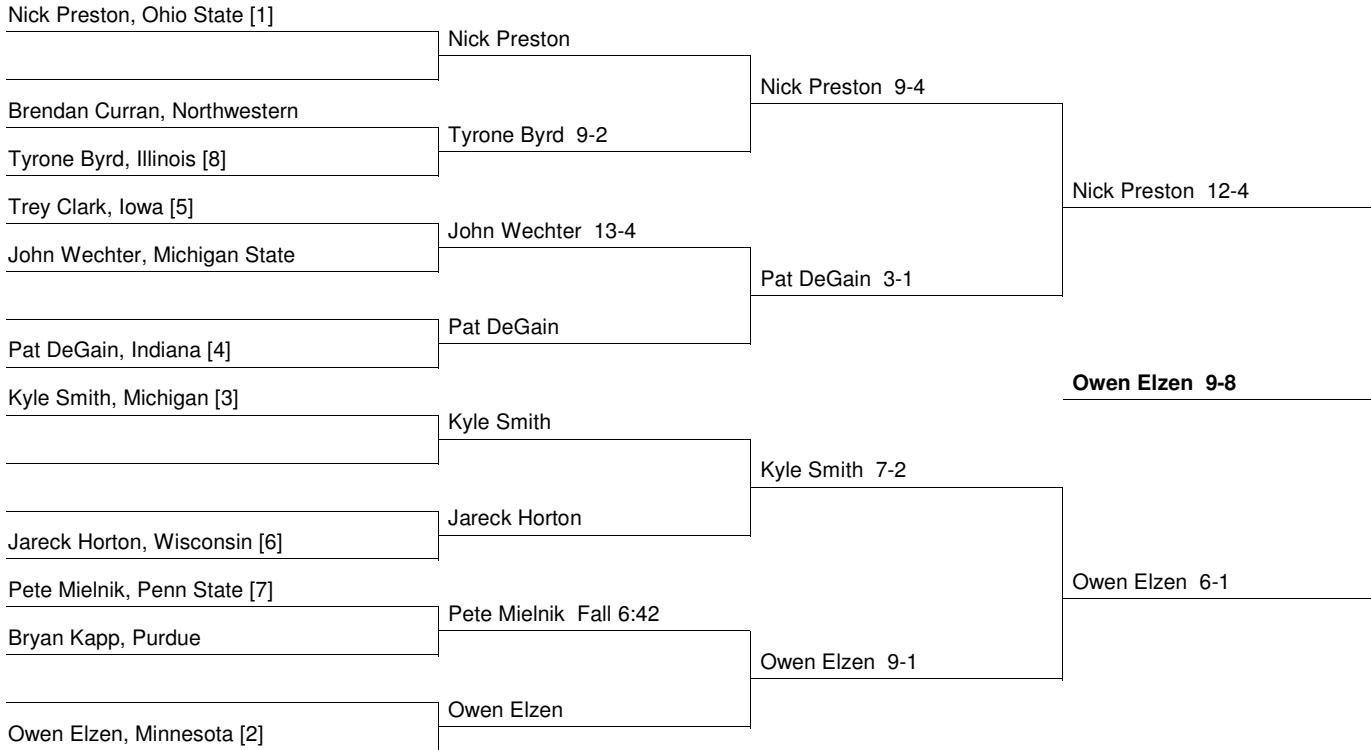 Nick Preston, Ohio State [1]
Nick Preston
Nick Preston 9-4
Brendan Curran, Northwestern
Tyrone Byrd 9-2
Tyrone Byrd, Illinois [8]
Nick Preston 12-4
Trey Clark, Iowa [5]
John Wechter 13-4
John Wechter, Michigan State
Pat DeGain 3-1
Pat DeGain
Pat DeGain, Indiana [4]
Owen Elzen 9-8
Kyle Smith, Michigan [3]
Kyle Smith
Kyle Smith 7-2
Jareck Horton
Jareck Horton, Wisconsin [6]
Owen Elzen 6-1
Pete Mielnik, Penn State [7]
Pete Mielnik Fall 6:42
Bryan Kapp, Purdue
Owen Elzen 9-1
Owen Elzen
Owen Elzen, Minnesota [2]